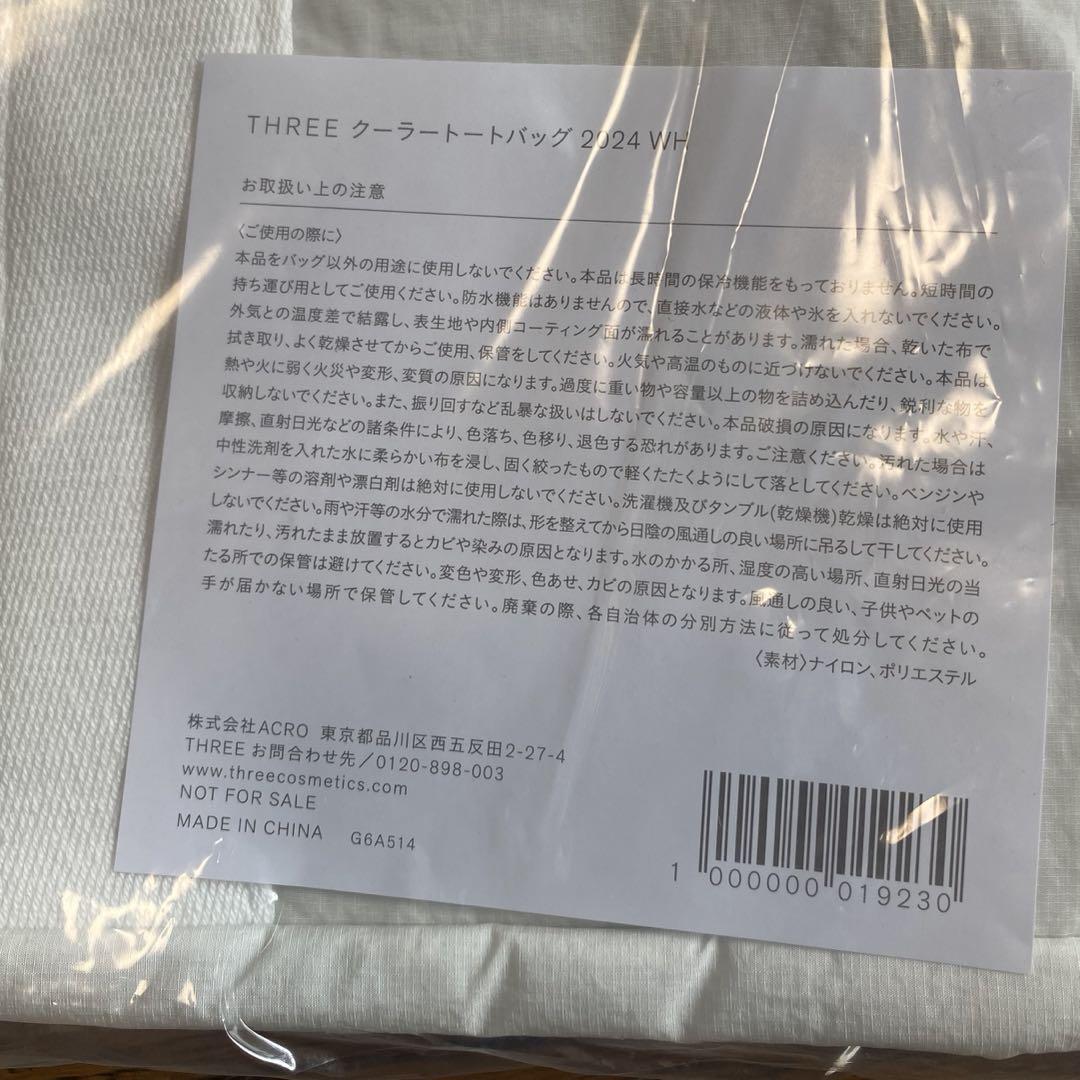 THREE クーラートートバッグ 2024 WH
お取扱い上の注意
〈ご使用の際に〉
本品をバッグ以外の用途に使用しないでください。本品は長時間の保冷機能をもっておりません。短時間の
持ち運び用としてご使用ください。防水機能はありませんので、直接水などの液体や氷を入れないでください。
外気との温度差で結露し、表生地や内側コーティング面が濡れることがあります。濡れた場合、乾いた布で
拭き取り、よく乾燥させてからご使用、保管をしてください。火気や高温のものに近づけないでください。本品は
熱や火に弱く火災や変形、変質の原因になります。過度に重い物や容量以上の物を詰め込んだり、鋭利な物を
収納しないでください。また、振り回すなど乱暴な扱いはしないでください。本品破損の原因になります。水や汗、
摩擦、直射日光などの諸条件により、色落ち、色移り、退色する恐れがあります。ご注意ください。汚れた場合は
中性洗剤を入れた水に柔らかい布を浸し、固く絞ったもので軽くたたくようにして落としてください。ベンジンや
シンナー等の溶剤や漂白剤は絶対に使用しないでください。洗濯機及びタンブル(乾燥機)乾燥は絶対に使用
しないでください。雨や汗等の水分で濡れた際は、形を整えてから日陰の風通しの良い場所に吊るして干してください。
濡れたり、汚れたまま放置するとカビや染みの原因となります。水のかかる所、湿度の高い場所、直射日光の当
たる所での保管は避けてください。変色や変形、色あせ、カビの原因となります。風通しの良い、子供やペットの
手が届かない場所で保管してください。廃棄の際、各自治体の分別方法に従って処分してください。
〈素材〉ナイロン、ポリエステル
株式会社ACRO 東京都品川区西五反田2-27-4
THREE お問合わせ先／0120-898-003
www.threecosmetics.com
NOT FOR SALE
MADE IN CHINA G6A514
1 000000 019230